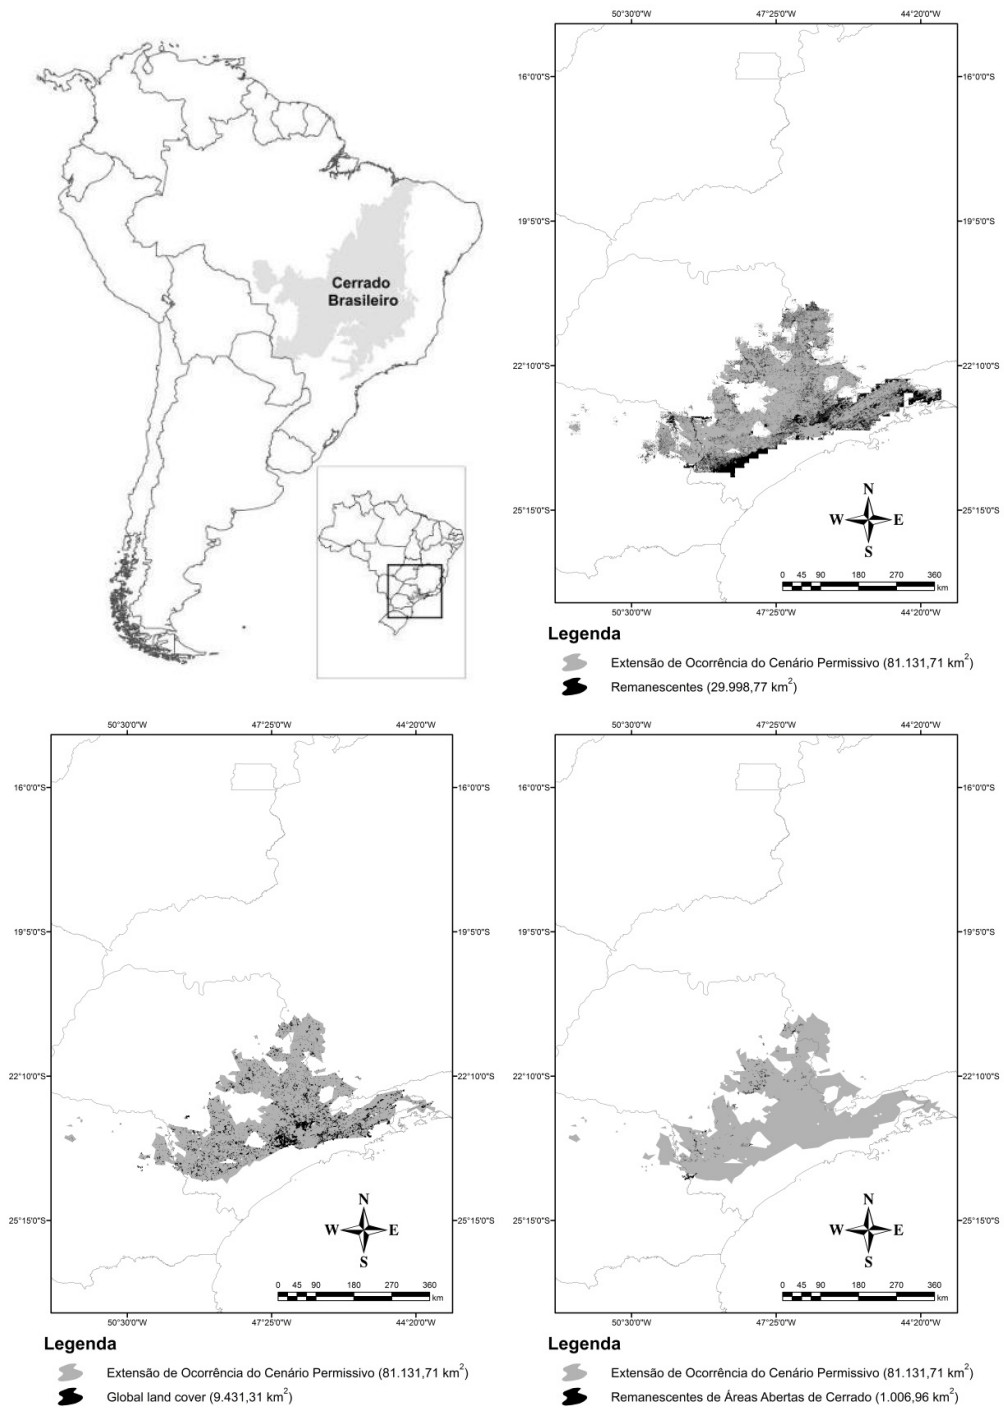 Cerrado
Brasileiro
50°30'0"W 47°25'0"W 44°20'0"W
16°0'0"S 16°0'0"S
19°5'0"S 19°5'0"S
22°10'0"S 22°10'0"S
25°15'0"S 25°15'0"S
N
W E
S
0 45 90 180 270 360
km
50°30'0"W 47°25'0"W 44°20'0"W
Legenda
Extensão de Ocorrência do Cenário Permissivo (81.131,71 km²)
Remanescentes (29.998,77 km²)
50°30'0"W 47°25'0"W 44°20'0"W
16°0'0"S 16°0'0"S
19°5'0"S 19°5'0"S
22°10'0"S 22°10'0"S
25°15'0"S 25°15'0"S
N
W E
S
0 45 90 180 270 360
km
50°30'0"W 47°25'0"W 44°20'0"W
Legenda
Extensão de Ocorrência do Cenário Permissivo (81.131,71 km²)
Global land cover (9.431,31 km²)
50°30'0"W 47°25'0"W 44°20'0"W
16°0'0"S 16°0'0"S
19°5'0"S 19°5'0"S
22°10'0"S 22°10'0"S
25°15'0"S 25°15'0"S
N
W E
S
0 45 90 180 270 360
km
50°30'0"W 47°25'0"W 44°20'0"W
Legenda
Extensão de Ocorrência do Cenário Permissivo (81.131,71 km²)
Remanescentes de Áreas Abertas de Cerrado (1.006,96 km²)